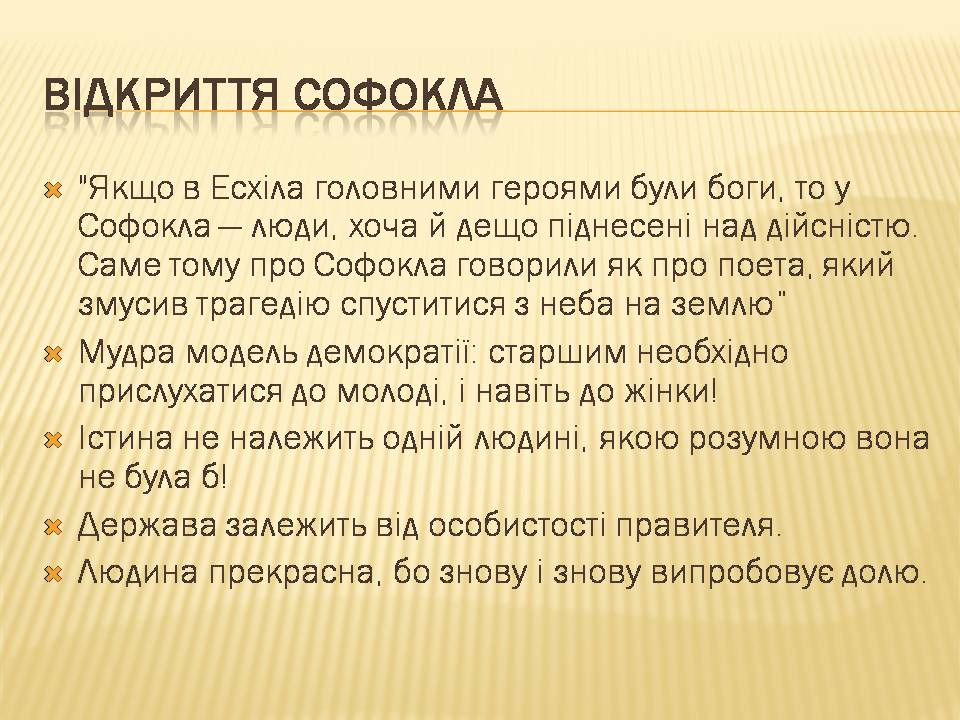 ВІДКРИТТЯ СОФОКЛА
"Якщо в Есхіла головними героями були боги, то у
Софокла — люди, хоча й дещо піднесені над дійсністю.
Саме тому про Софокла говорили як про поета, який
змусив трагедію спуститися з неба на землю"
Мудра модель демократії: старшим необхідно
прислухатися до молоді, і навіть до жінки!
Істина не належить одній людині, якою розумною вона
не була б!
Держава залежить від особистості правителя.
Людина прекрасна, бо знову і знову випробовує долю.